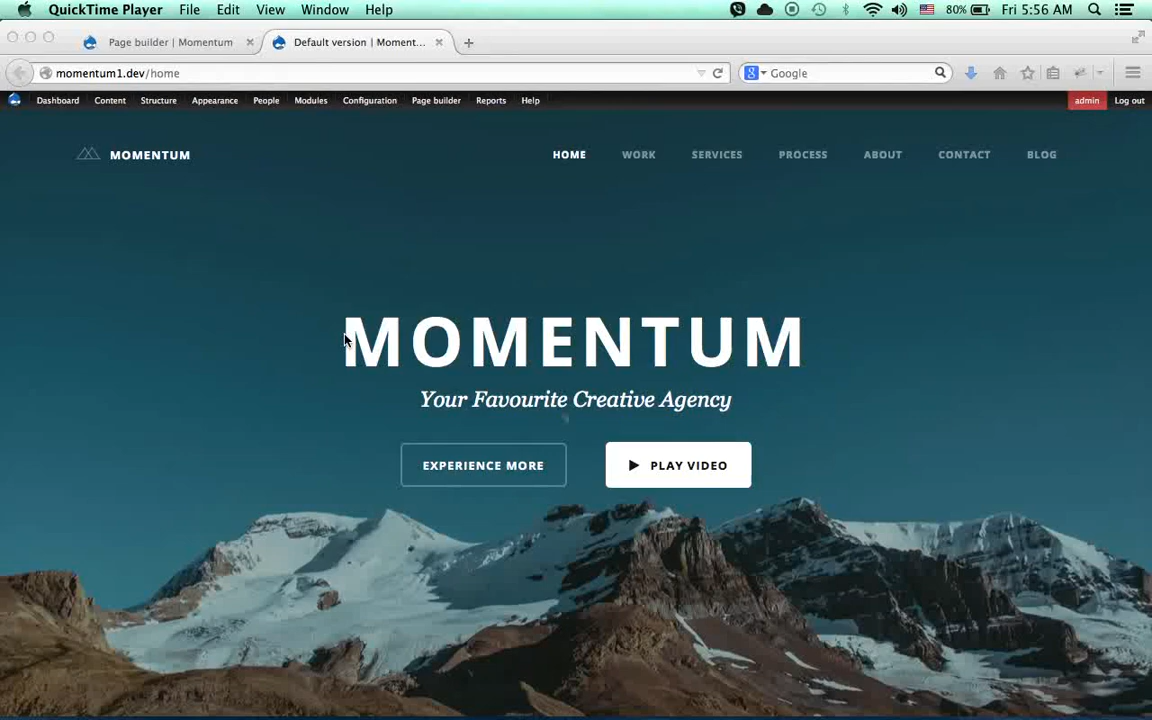 QuickTime Player File Edit View Window Help 80% Fri 5:56 AM
Page builder | Momentum Default version | Moment...
momentum1.dev/home Google
Dashboard Content Structure Appearance People Modules Configuration Page builder Reports Help admin Log out
MOMENTUM HOME WORK SERVICES PROCESS ABOUT CONTACT BLOG
MOMENTUM
Your Favourite Creative Agency
EXPERIENCE MORE PLAY VIDEO